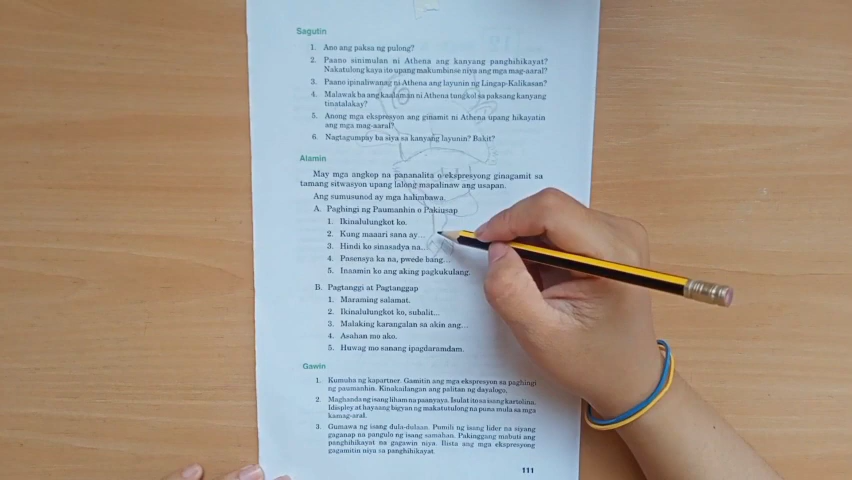 Sagutin
1. Ano ang paksa ng pulong?
2. Paano sinimulan ni Athena ang kanyang panghihikayat?
Nakatulong kaya ito upang makumbinse niya ang mga mag-aaral?
3. Paano ipinaliwanag ni Athena ang layunin ng Lingap-Kalikasan?
4. Malawak ba ang kaalaman ni Athena tungkol sa paksang kanyang
tinatalakay?
5. Anong mga ekspresyon ang ginamit ni Athena upang hikayatin
ang mga mag-aaral?
6. Nagtagumpay ba siya sa kanyang layunin? Bakit?
Alamin
May mga angkop na pananalita o ekspresyong ginagamit sa
tamang sitwasyon upang lalong mapalinaw ang usapan.
Ang sumusunod ay mga halimbawa.
A. Paghingi ng Paumanhin o Pakiusap
1. Ikinalulungkot ko.
2. Kung maaari sana ay...
3. Hindi ko sinasadya na...
4. Pasensya ka na, pwede bang...
5. Inaamin ko ang aking pagkukulang.
B. Pagtanggi at Pagtanggap
1. Maraming salamat.
2. Ikinalulungkot ko, subalit...
3. Malaking karangalan sa akin ang...
4. Asahan mo ako.
5. Huwag mo sanang ipagdaramdam.
Gawin
1. Kumuha ng kapartner. Gamitin ang mga ekspresyon sa paghingi
ng paumanhin. Kinakailangan ang palitan ng dayalogo.
2. Maghanda ng isang liham na paanyaya. Isulat ito sa isang kartolina.
Idispley at hayaang bigyan ng makatutulong na puna mula sa mga
kamag-aral.
3. Gumawa ng isang dula-dulaan. Pumili ng isang lider na siyang
gaganap na pangulo ng isang samahan. Pakinggang mabuti ang
panghihikayat na gagawin niya. Ilista ang mga ekspresyong
gagamitin niya sa panghihikayat.
111